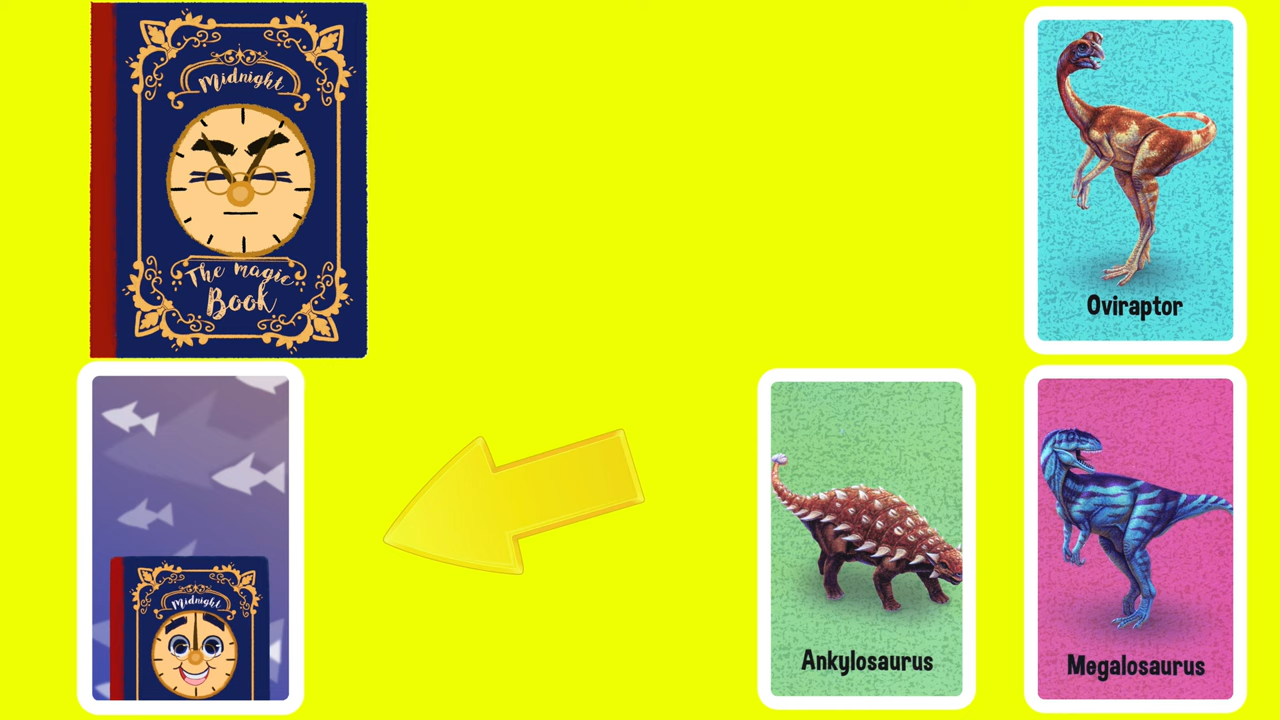 Midnight
The magic
Book
Oviraptor
Midnight
Ankylosaurus
Megalosaurus